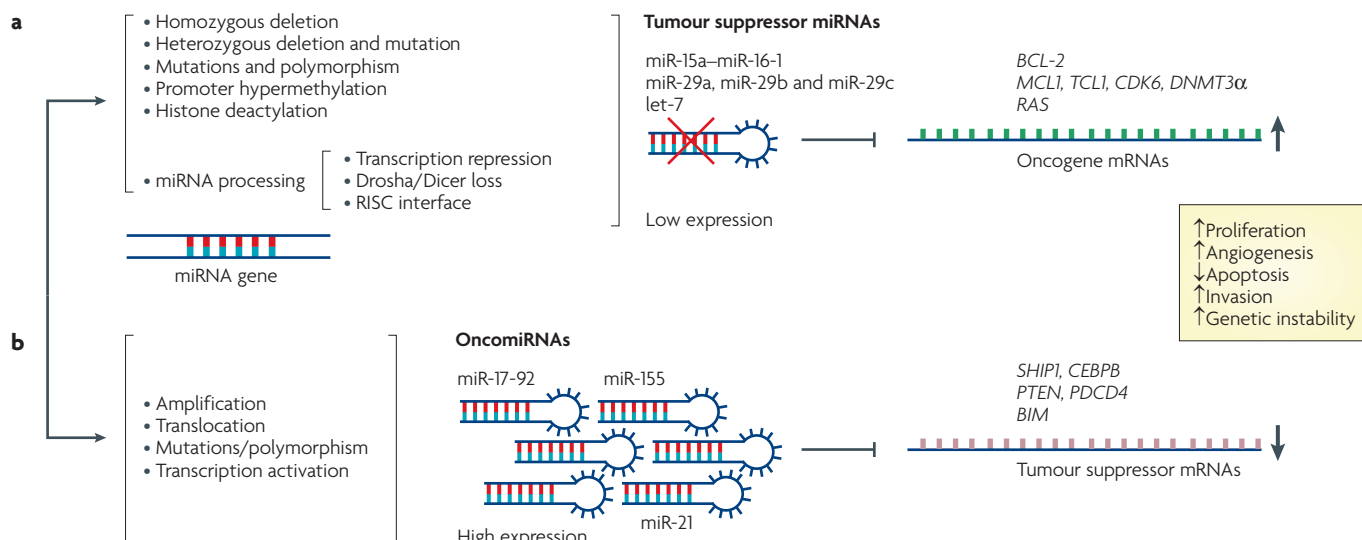 a
• Homozygous deletion
• Heterozygous deletion and mutation
• Mutations and polymorphism
• Promoter hypermethylation
• Histone deactylation
• miRNA processing
• Transcription repression
• Drosha/Dicer loss
• RISC interface
miRNA gene
Tumour suppressor miRNAs
miR-15a–miR-16-1
miR-29a, miR-29b and miR-29c
let-7
Low expression
BCL-2
MCL1, TCL1, CDK6, DNMT3α
RAS
Oncogene mRNAs
↑Proliferation
↑Angiogenesis
↓Apoptosis
↑Invasion
↑Genetic instability
b
• Amplification
• Translocation
• Mutations/polymorphism
• Transcription activation
OncomiRNAs
miR-17-92
miR-155
miR-21
High expression
SHIP1, CEBPB
PTEN, PDCD4
BIM
Tumour suppressor mRNAs